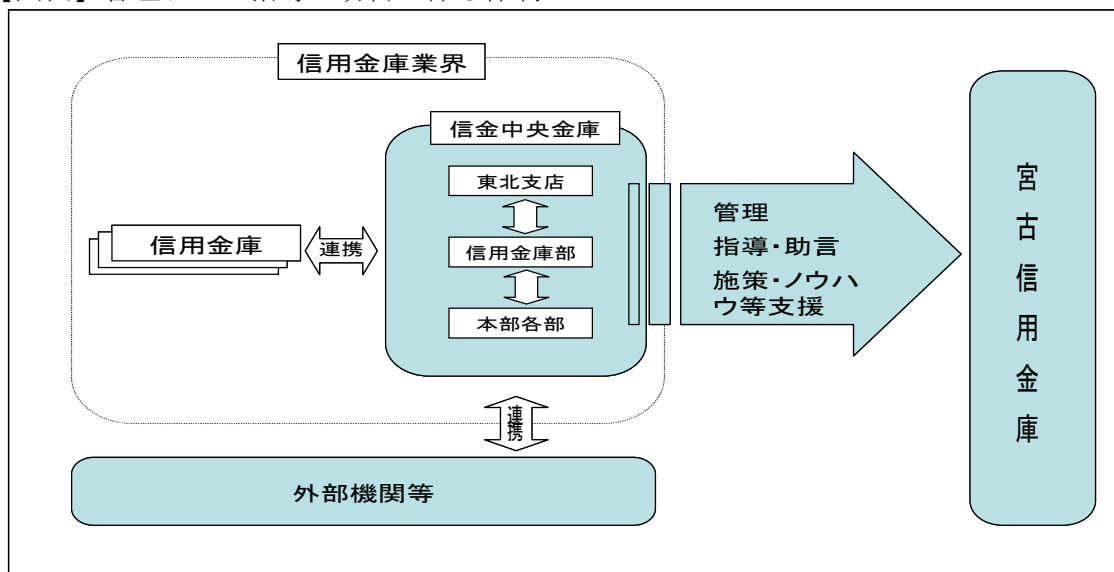 信用金庫業界
信金中央金庫
東北支店
信用金庫
連携
信用金庫部
本部各部
管理
指導・助言
施策・ノウハ
ウ等支援
宮古信用金庫
連携
外部機関等